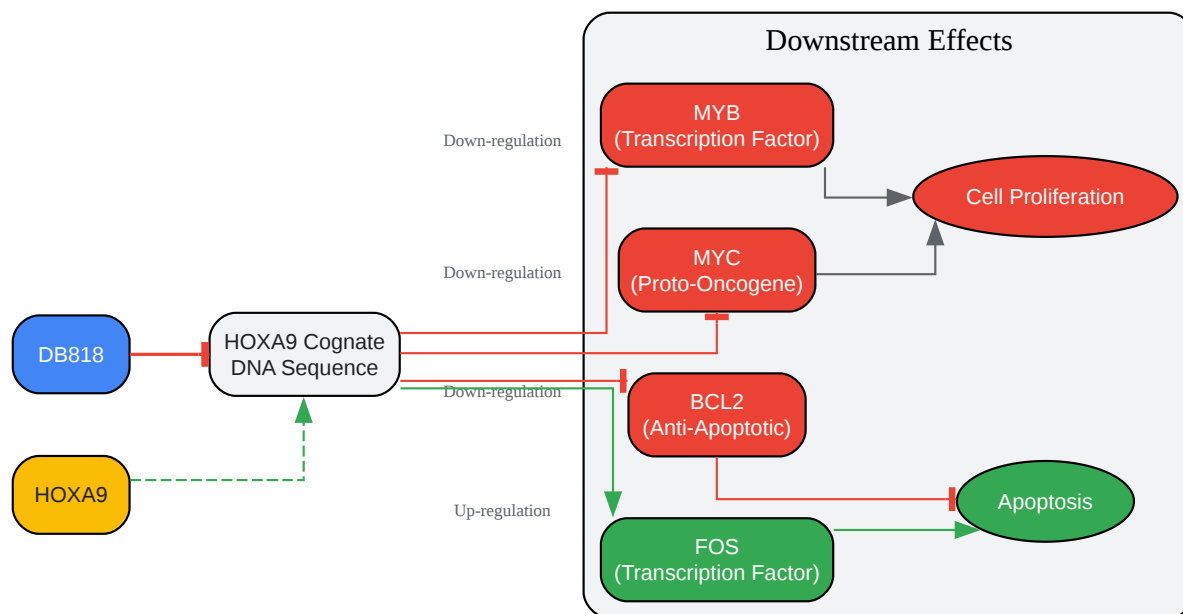 Downstream Effects
MYB
(Transcription Factor)
Down-regulation
Cell Proliferation
MYC
(Proto-Oncogene)
Down-regulation
DB818
HOXA9 Cognate
DNA Sequence
BCL2
(Anti-Apoptotic)
Down-regulation
HOXA9
Apoptosis
Up-regulation
FOS
(Transcription Factor)